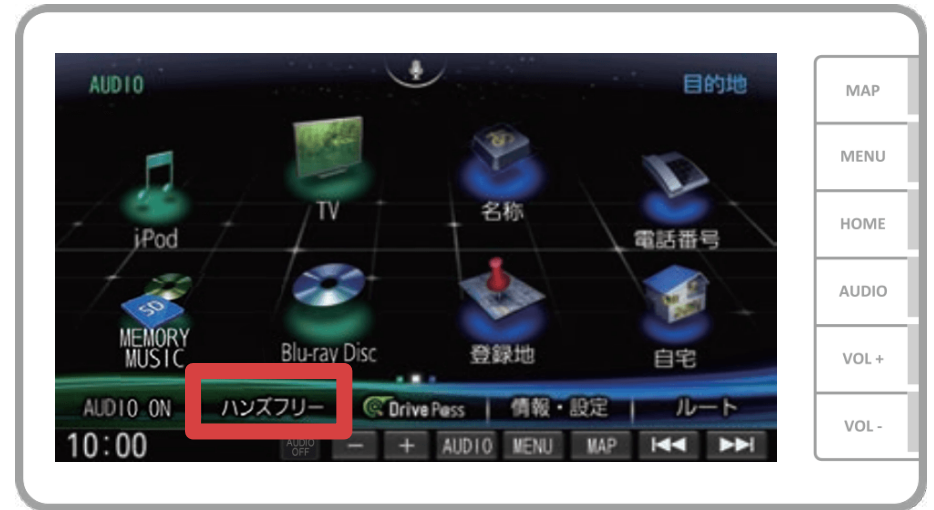 AUDIO
目的地
iPod
TV
名称
電話番号
SD
MEMORY
MUSIC
Blu-ray Disc
登録地
自宅
AUDIO ON
ハンズフリー
Drive Pass
情報・設定
ルート
10:00
AUDIO
OFF
−
+
AUDIO
MENU
MAP
MAP
MENU
HOME
AUDIO
VOL +
VOL -